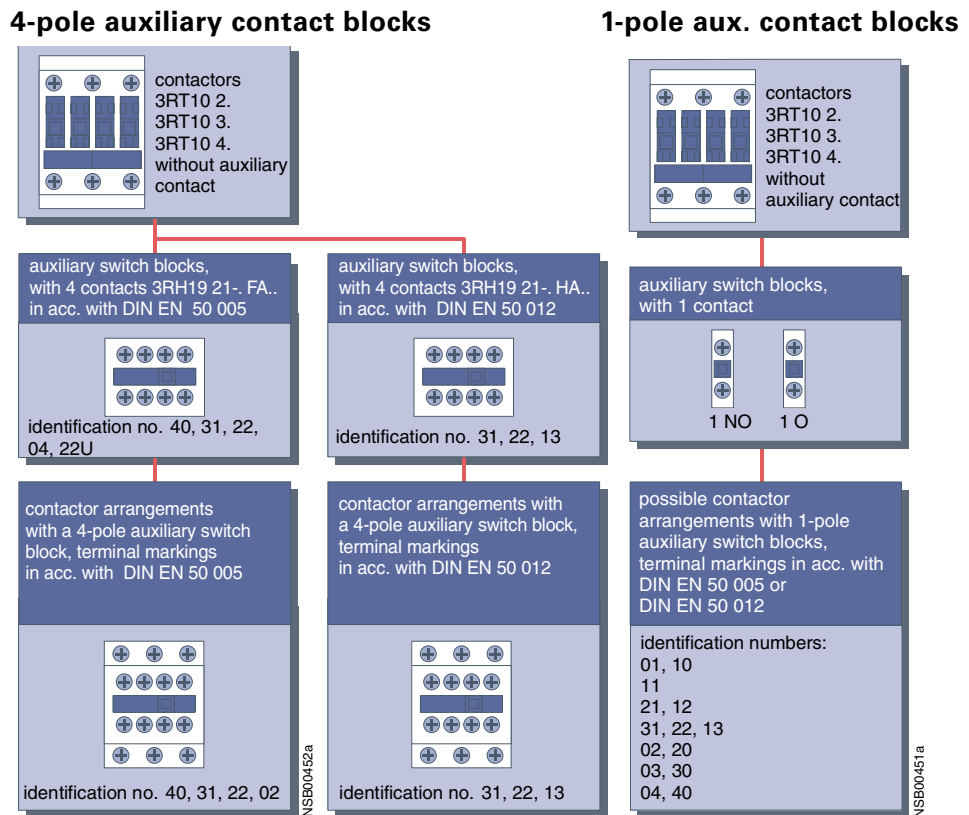 4-pole auxiliary contact blocks
contactors
3RT10 2.
3RT10 3.
3RT10 4.
without auxiliary
contact
auxiliary switch blocks,
with 4 contacts 3RH19 21-. FA..
in acc. with DIN EN 50 005
identification no. 40, 31, 22,
04, 22U
contactor arrangements
with a 4-pole auxiliary switch
block, terminal markings
in acc. with DIN EN 50 005
identification no. 40, 31, 22, 02
NSB00452a
auxiliary switch blocks,
with 4 contacts 3RH19 21-. HA..
in acc. with DIN EN 50 012
identification no. 31, 22, 13
contactor arrangements with
a 4-pole auxiliary switch block,
terminal markings
in acc. with DIN EN 50 012
identification no. 31, 22, 13
1-pole aux. contact blocks
contactors
3RT10 2.
3RT10 3.
3RT10 4.
without
auxiliary contact
auxiliary switch blocks,
with 1 contact
1 NO 1 O
possible contactor
arrangements with 1-pole
auxiliary switch blocks,
terminal markings in acc. with
DIN EN 50 005 or
DIN EN 50 012
identification numbers:
01, 10
11
21, 12
31, 22, 13
02, 20
03, 30
04, 40
NSB00451a